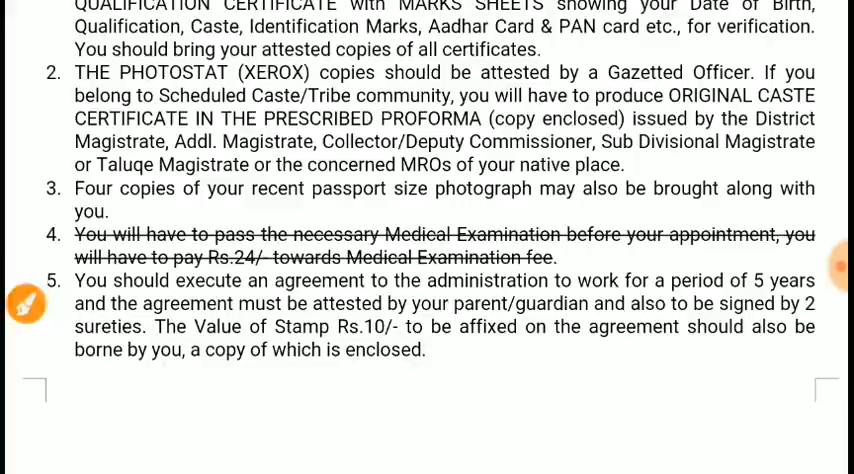 QUALIFICATION CERTIFICATE with MARKS SHEETS showing your Date of Birth,
Qualification, Caste, Identification Marks, Aadhar Card & PAN card etc., for verification.
You should bring your attested copies of all certificates.
2. THE PHOTOSTAT (XEROX) copies should be attested by a Gazetted Officer. If you
belong to Scheduled Caste/Tribe community, you will have to produce ORIGINAL CASTE
CERTIFICATE IN THE PRESCRIBED PROFORMA (copy enclosed) issued by the District
Magistrate, Addl. Magistrate, Collector/Deputy Commissioner, Sub Divisional Magistrate
or Taluqe Magistrate or the concerned MROs of your native place.
3. Four copies of your recent passport size photograph may also be brought along with
you.
4. You will have to pass the necessary Medical Examination before your appointment, you
will have to pay Rs.24/- towards Medical Examination fee.
5. You should execute an agreement to the administration to work for a period of 5 years
and the agreement must be attested by your parent/guardian and also to be signed by 2
sureties. The Value of Stamp Rs.10/- to be affixed on the agreement should also be
borne by you, a copy of which is enclosed.